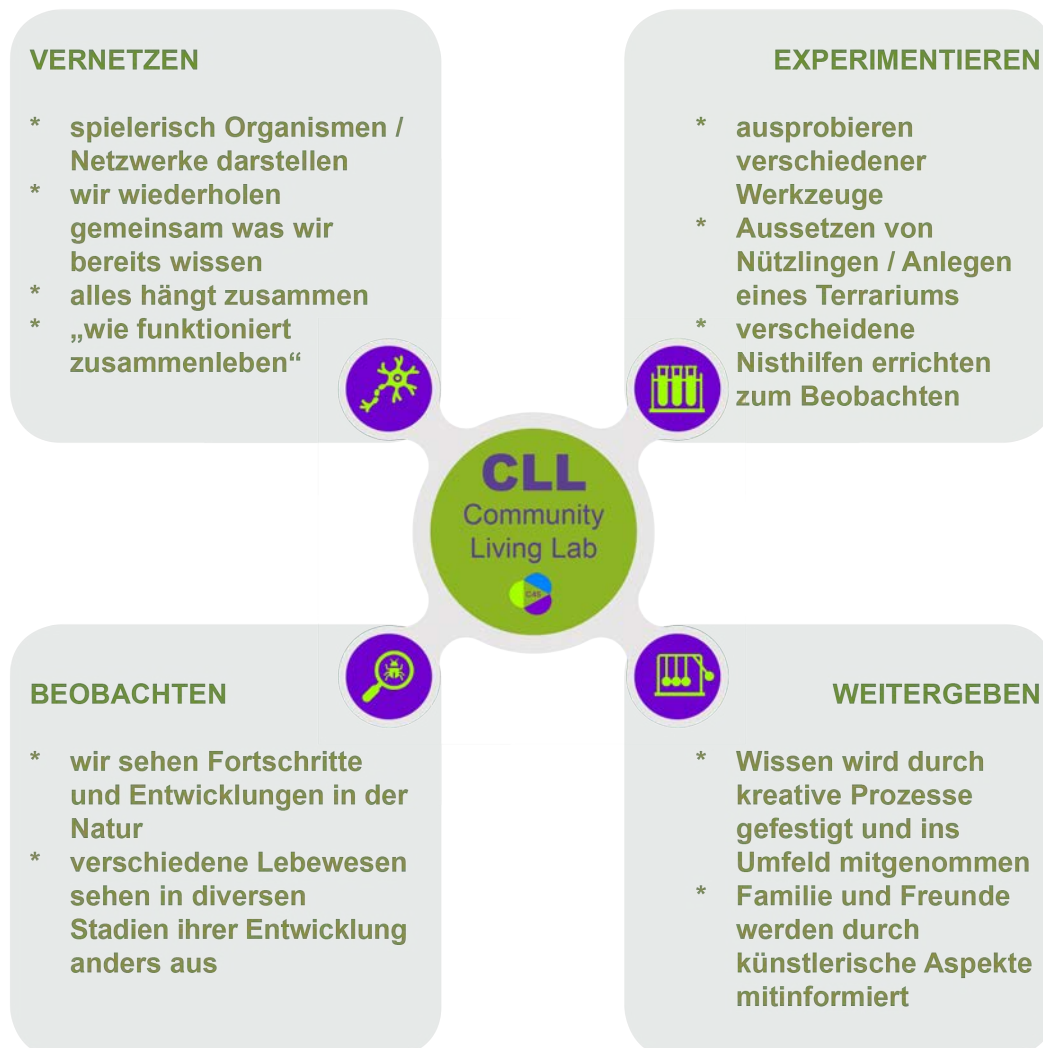 VERNETZEN
* spielerisch Organismen /
Netzwerke darstellen
* wir wiederholen
gemeinsam was wir
bereits wissen
* alles hängt zusammen
* „wie funktioniert
zusammenleben“
EXPERIMENTIEREN
* ausprobieren
verschiedener
Werkzeuge
* Aussetzen von
Nützlingen / Anlegen
eines Terrariums
* verscheidene
Nisthilfen errichten
zum Beobachten
CLL
Community
Living Lab
C4S
BEOBACHTEN
* wir sehen Fortschritte
und Entwicklungen in der
Natur
* verschiedene Lebewesen
sehen in diversen
Stadien ihrer Entwicklung
anders aus
WEITERGEBEN
* Wissen wird durch
kreative Prozesse
gefestigt und ins
Umfeld mitgenommen
* Familie und Freunde
werden durch
künstlerische Aspekte
mitinformiert